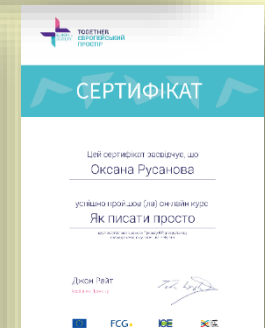 TOGETHER
ЄВРОПЕЙСЬКИЙ
ПРОСТІР
СЕРТИФІКАТ
Цей сертифікат засвідчує, що
Оксана Русанова
успішно пройшов (ла) онлайн курс
Як писати просто
Джон Райт
FCG